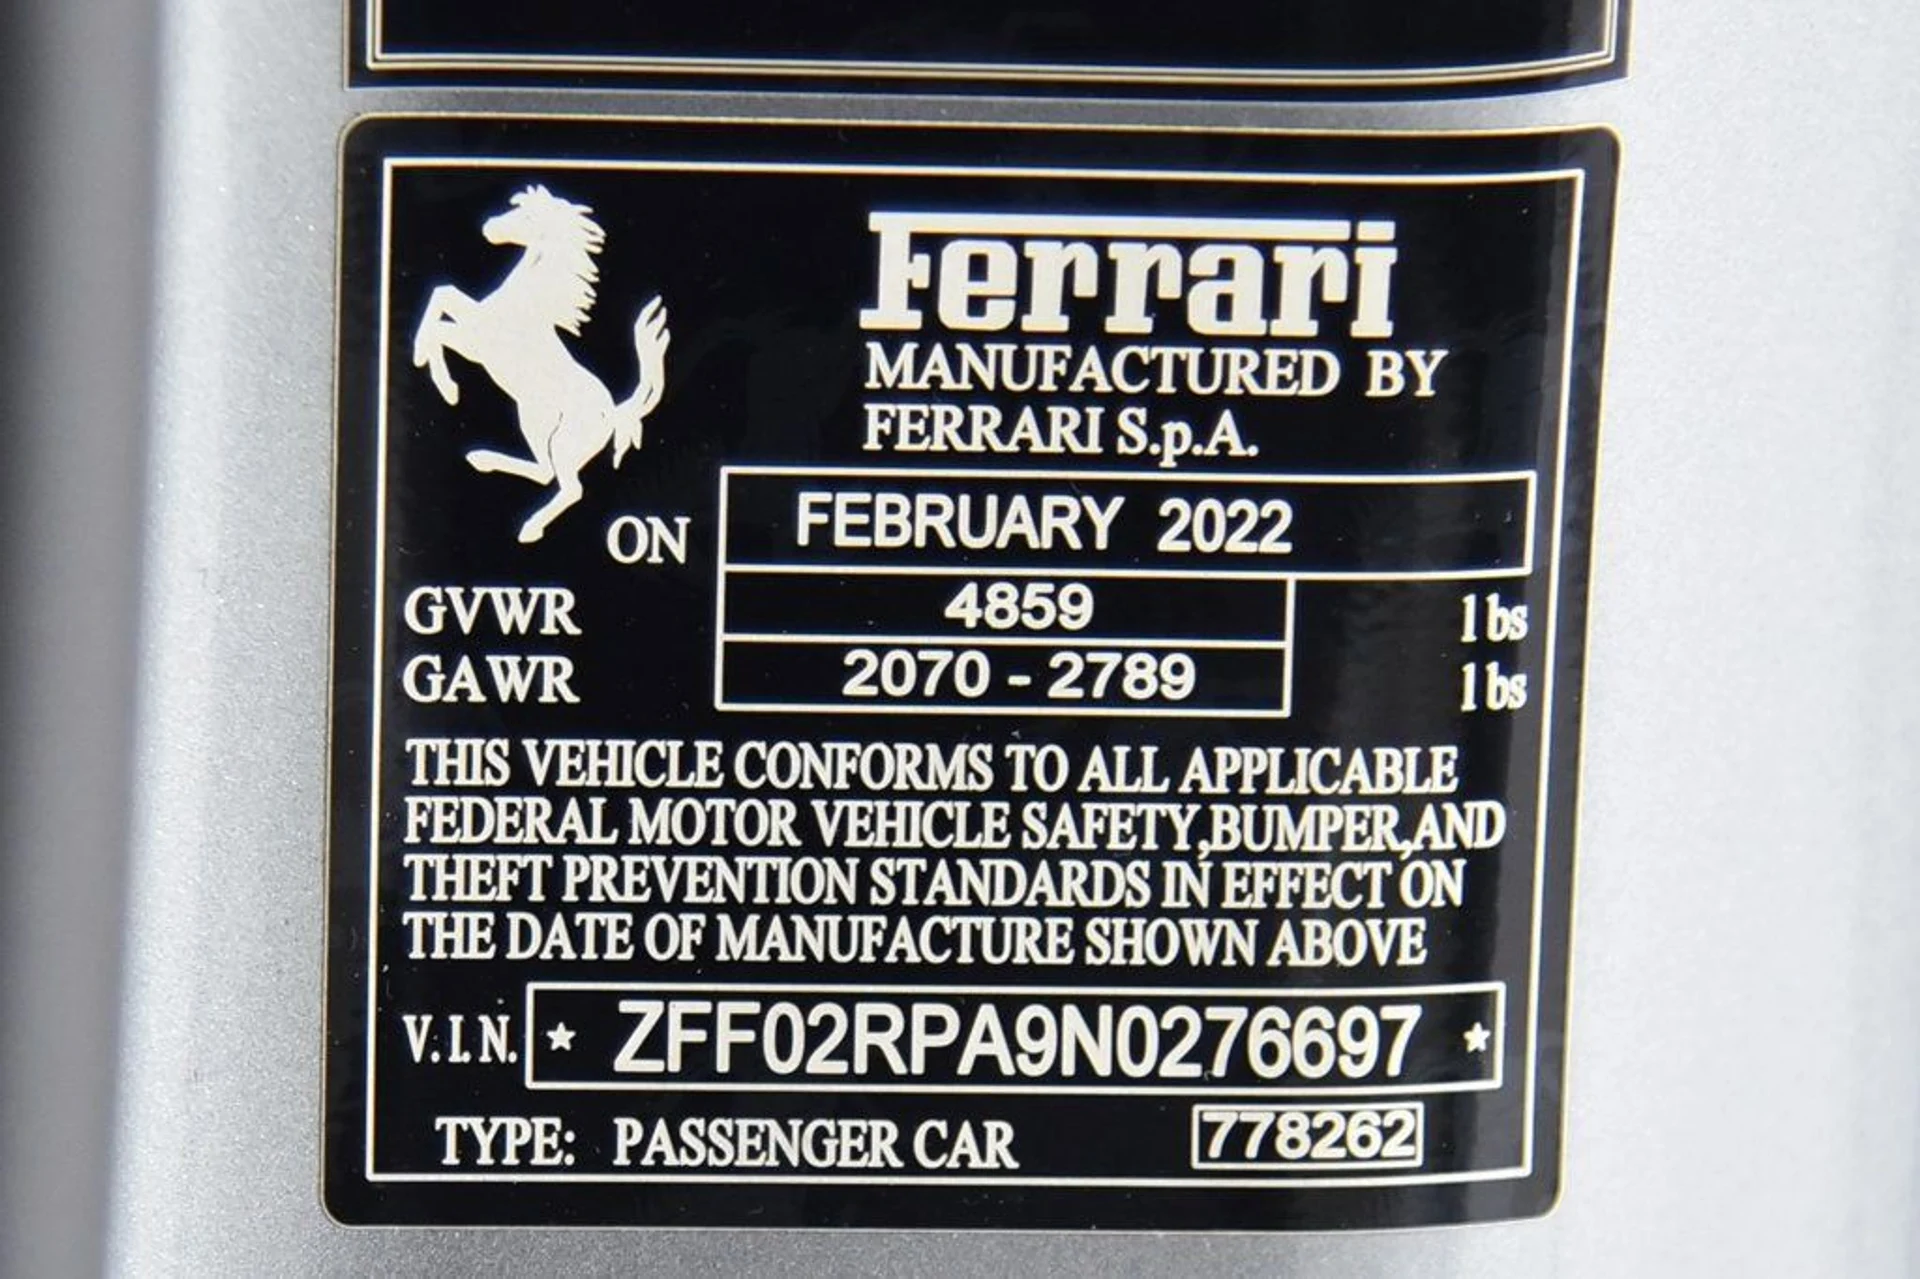 Ferrari
MANUFACTURED BY
FERRARI S.p.A.
ON FEBRUARY 2022
GVWR 4859 lbs
GAWR 2070 - 2789 lbs
THIS VEHICLE CONFORMS TO ALL APPLICABLE
FEDERAL MOTOR VEHICLE SAFETY,BUMPER,AND
THEFT PREVENTION STANDARDS IN EFFECT ON
THE DATE OF MANUFACTURE SHOWN ABOVE
V.I.N. ★ ZFF02RPA9N0276697 ★
TYPE: PASSENGER CAR 778262